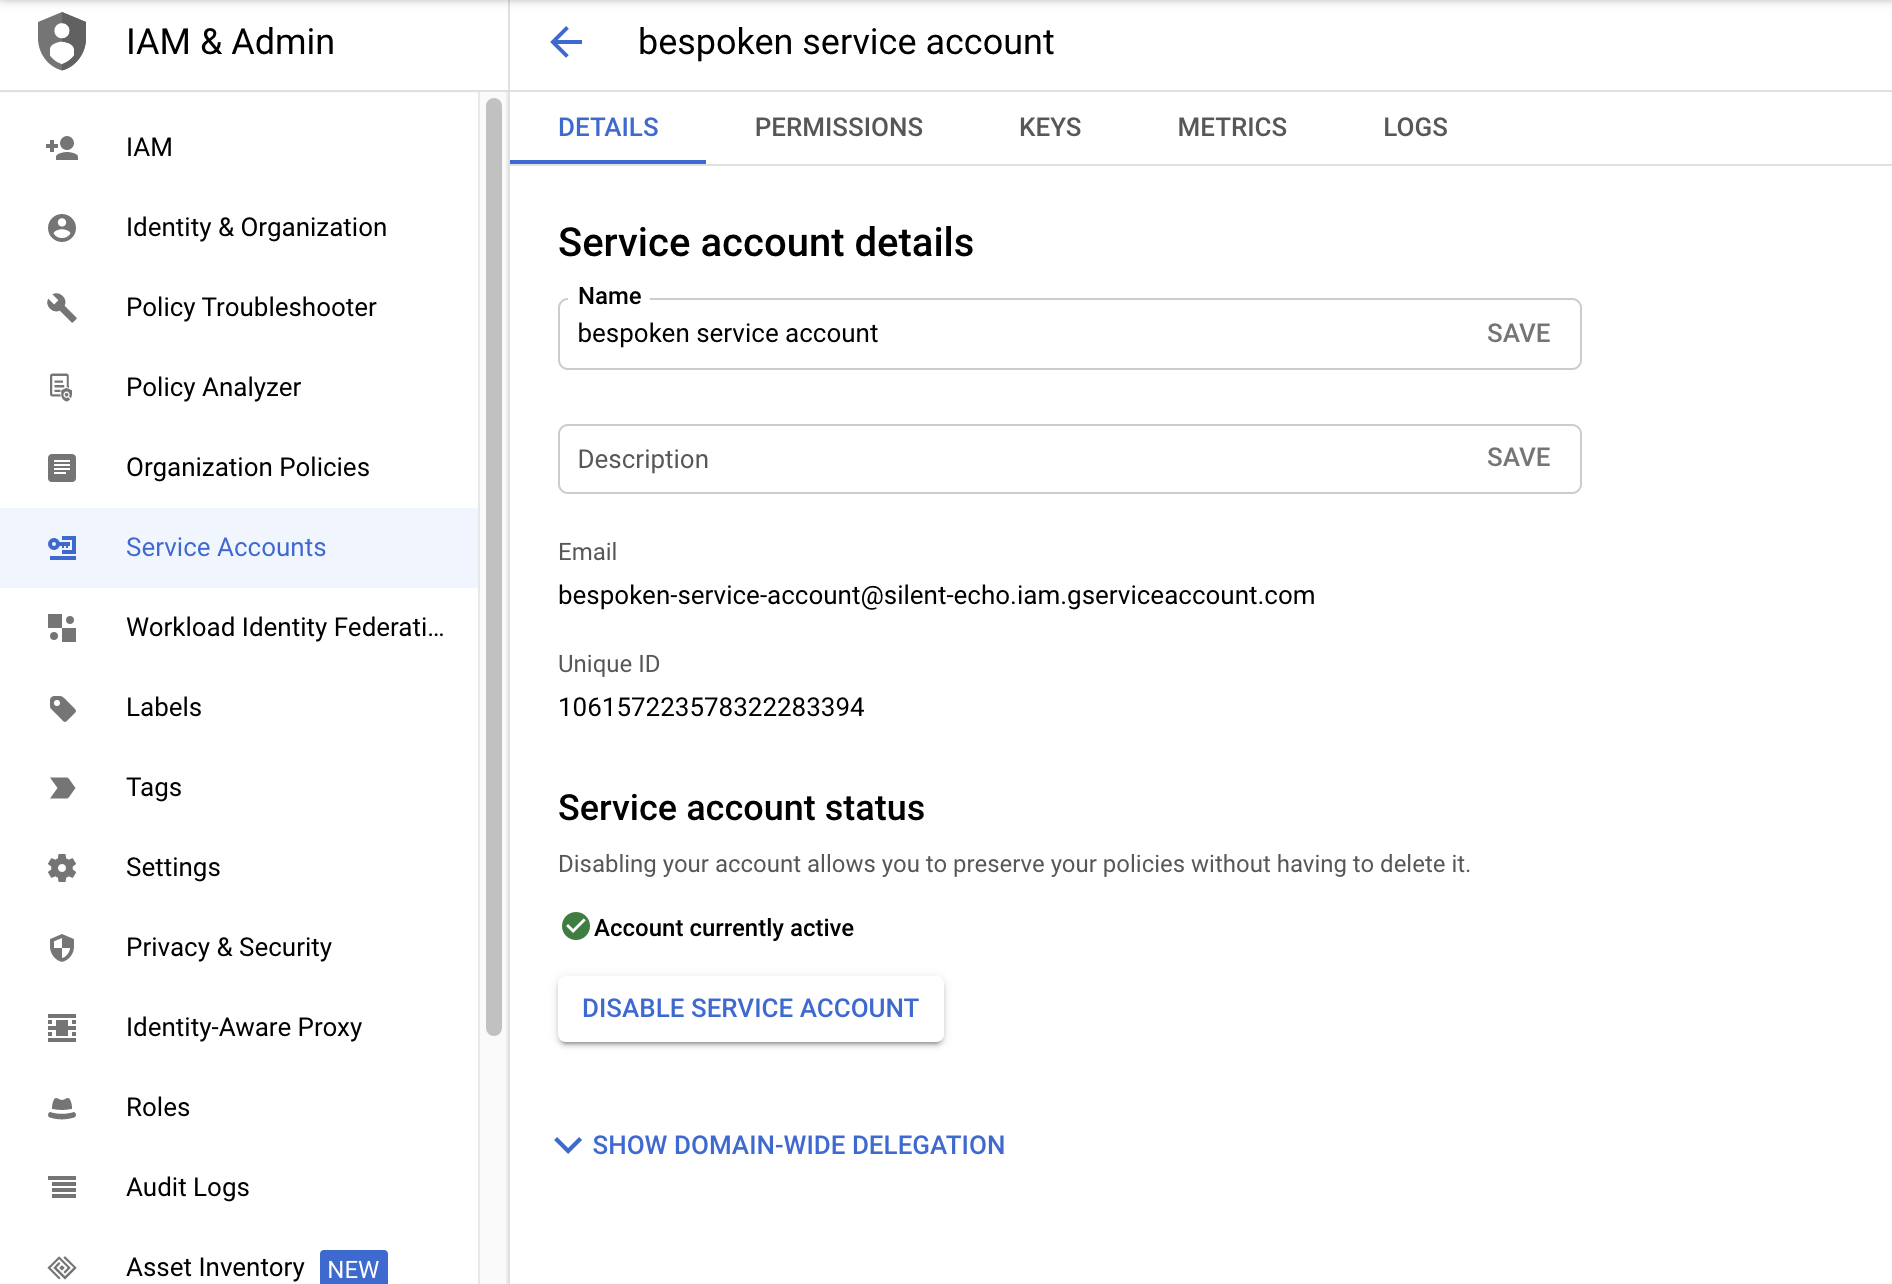 IAM & Admin
bespoken service account
IAM
Identity & Organization
Policy Troubleshooter
Policy Analyzer
Organization Policies
Service Accounts
Workload Identity Federati...
Labels
Tags
Settings
Privacy & Security
Identity-Aware Proxy
Roles
Audit Logs
Asset Inventory NEW
DETAILS PERMISSIONS KEYS METRICS LOGS
Service account details
Name
bespoken service account SAVE
Description SAVE
Email
bespoken-service-account@silent-echo.iam.gserviceaccount.com
Unique ID
106157223578322283394
Service account status
Disabling your account allows you to preserve your policies without having to delete it.
Account currently active
DISABLE SERVICE ACCOUNT
SHOW DOMAIN-WIDE DELEGATION